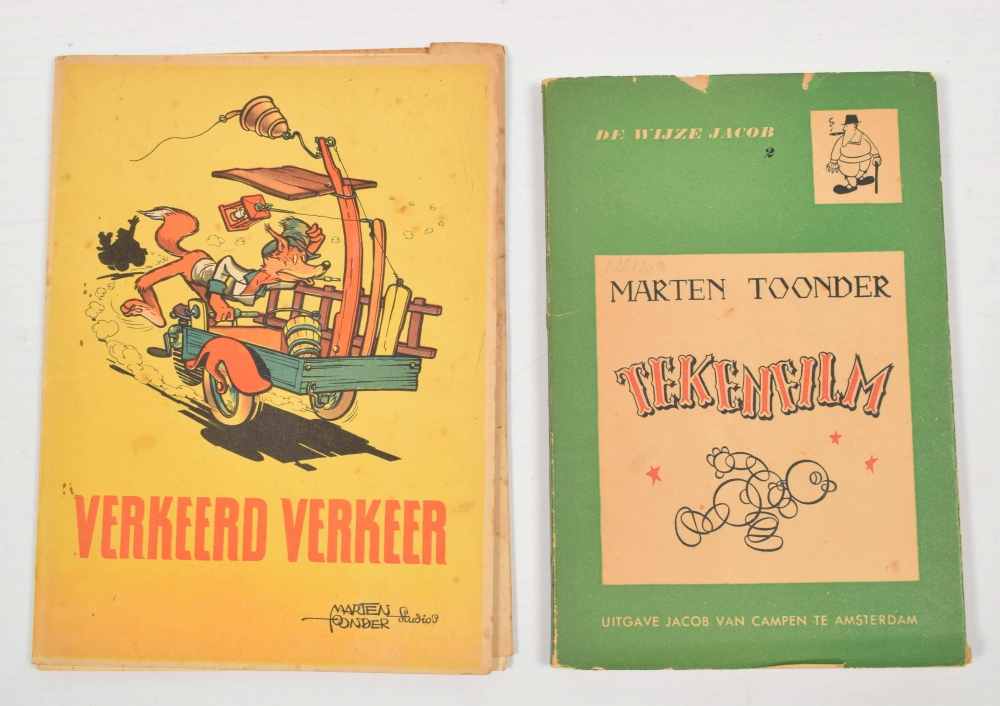 VERKEERD VERKEER
MARTEN
TOONDER Studio's
DE WIJZE JACOB
2
MARTEN TOONDER
TEKENFILM
UITGAVE JACOB VAN CAMPEN TE AMSTERDAM